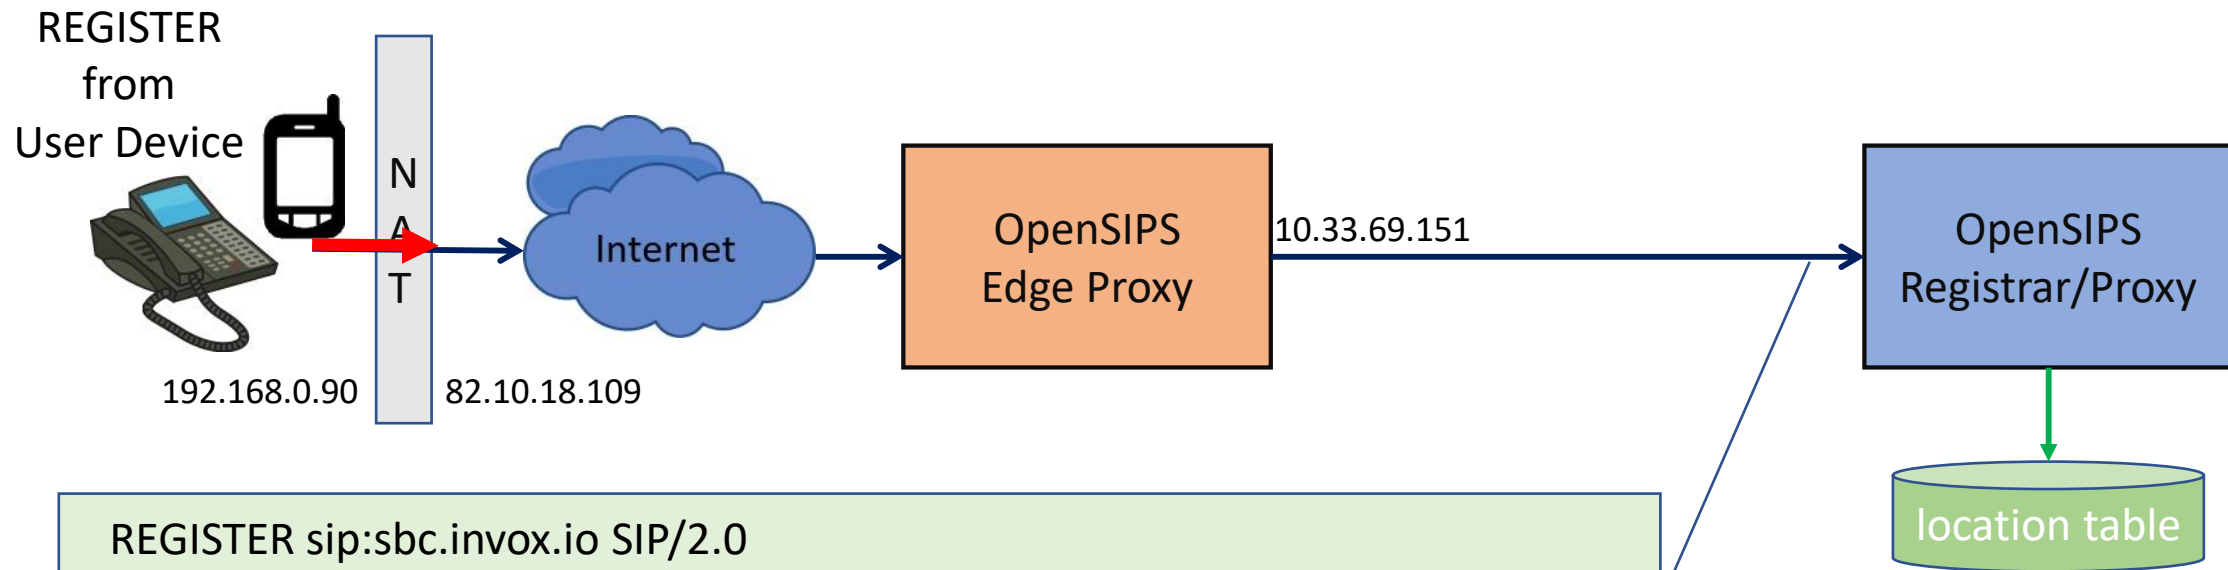 REGISTER
from
User Device
N
A
T
Internet
OpenSIPS
Edge Proxy
10.33.69.151
OpenSIPS
Registrar/Proxy
192.168.0.90
82.10.18.109
location table
REGISTER sip:sbc.invox.io SIP/2.0